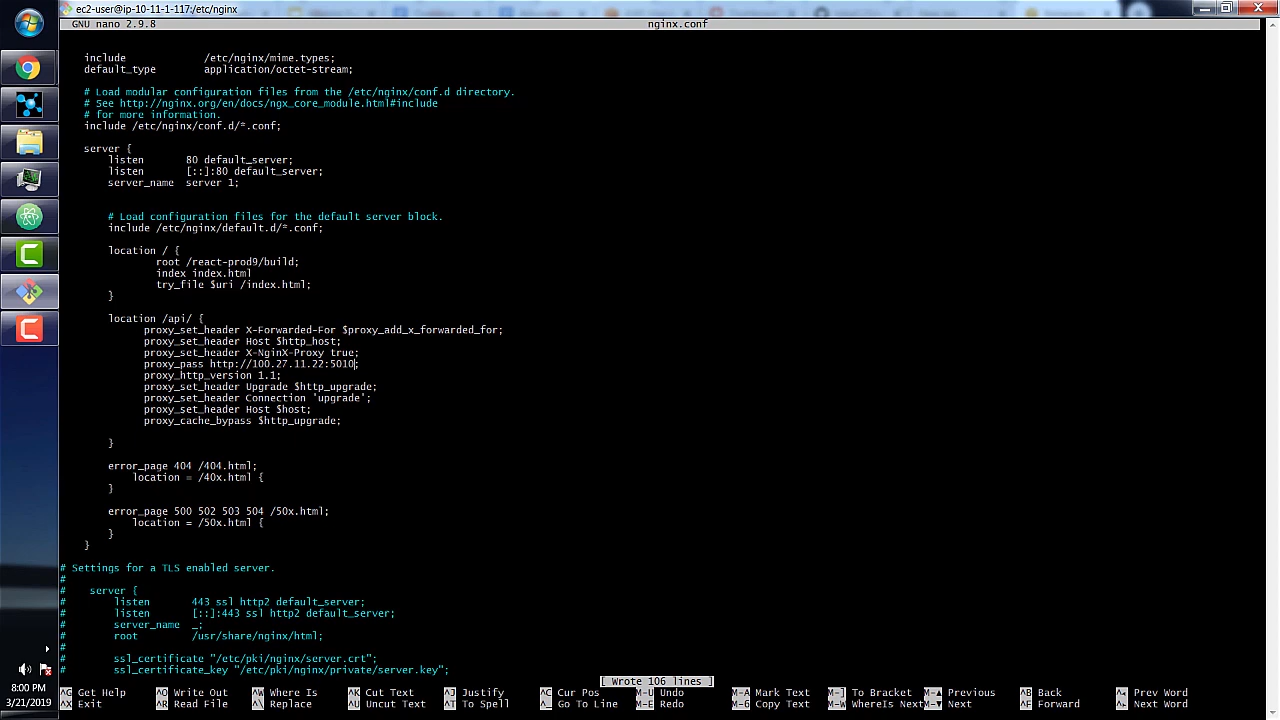 ec2-user@ip-10-11-1-117:/etc/nginx
GNU nano 2.9.8 nginx.conf
include /etc/nginx/mime.types;
default_type application/octet-stream;
# Load modular configuration files from the /etc/nginx/conf.d directory.
# See http://nginx.org/en/docs/ngx_core_module.html#include
# for more information.
include /etc/nginx/conf.d/*.conf;
server {
listen 80 default_server;
listen [::]:80 default_server;
server_name server 1;
# Load configuration files for the default server block.
include /etc/nginx/default.d/*.conf;
location / {
root /react-prod9/build;
index index.html
try_file $uri /index.html;
}
location /api/ {
proxy_set_header X-Forwarded-For $proxy_add_x_forwarded_for;
proxy_set_header Host $http_host;
proxy_set_header X-NginX-Proxy true;
proxy_pass http://100.27.11.22:5010;
proxy_http_version 1.1;
proxy_set_header Upgrade $http_upgrade;
proxy_set_header Connection 'upgrade';
proxy_set_header Host $host;
proxy_cache_bypass $http_upgrade;
}
error_page 404 /404.html;
location = /40x.html {
}
error_page 500 502 503 504 /50x.html;
location = /50x.html {
}
}
# Settings for a TLS enabled server.
#
# server {
# listen 443 ssl http2 default_server;
# listen [::]:443 ssl http2 default_server;
# server_name _;
# root /usr/share/nginx/html;
#
# ssl_certificate "/etc/pki/nginx/server.crt";
# ssl_certificate_key "/etc/pki/nginx/private/server.key";
[ Wrote 106 lines ]
^G Get Help ^O Write Out ^W Where Is ^K Cut Text ^J Justify ^C Cur Pos M-U Undo M-A Mark Text M-] To Bracket M-▲ Previous ^B Back ^◂ Prev Word
^X Exit ^R Read File ^\ Replace ^U Uncut Text ^T To Spell ^_ Go To Line M-E Redo M-6 Copy Text M-W WhereIs Next M-▼ Next ^F Forward ^▸ Next Word
8:00 PM
3/21/2019